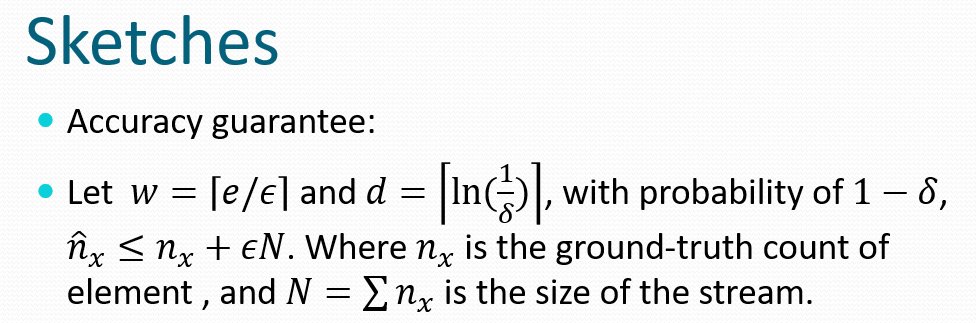 Sketches
• Accuracy guarantee:
• Let w = ⌈e/ϵ⌉ and d = ⌈ln(1/δ)⌉, with probability of 1 − δ,
n̂ₓ ≤ nₓ + ϵN. Where nₓ is the ground-truth count of
element , and N = ∑ nₓ is the size of the stream.